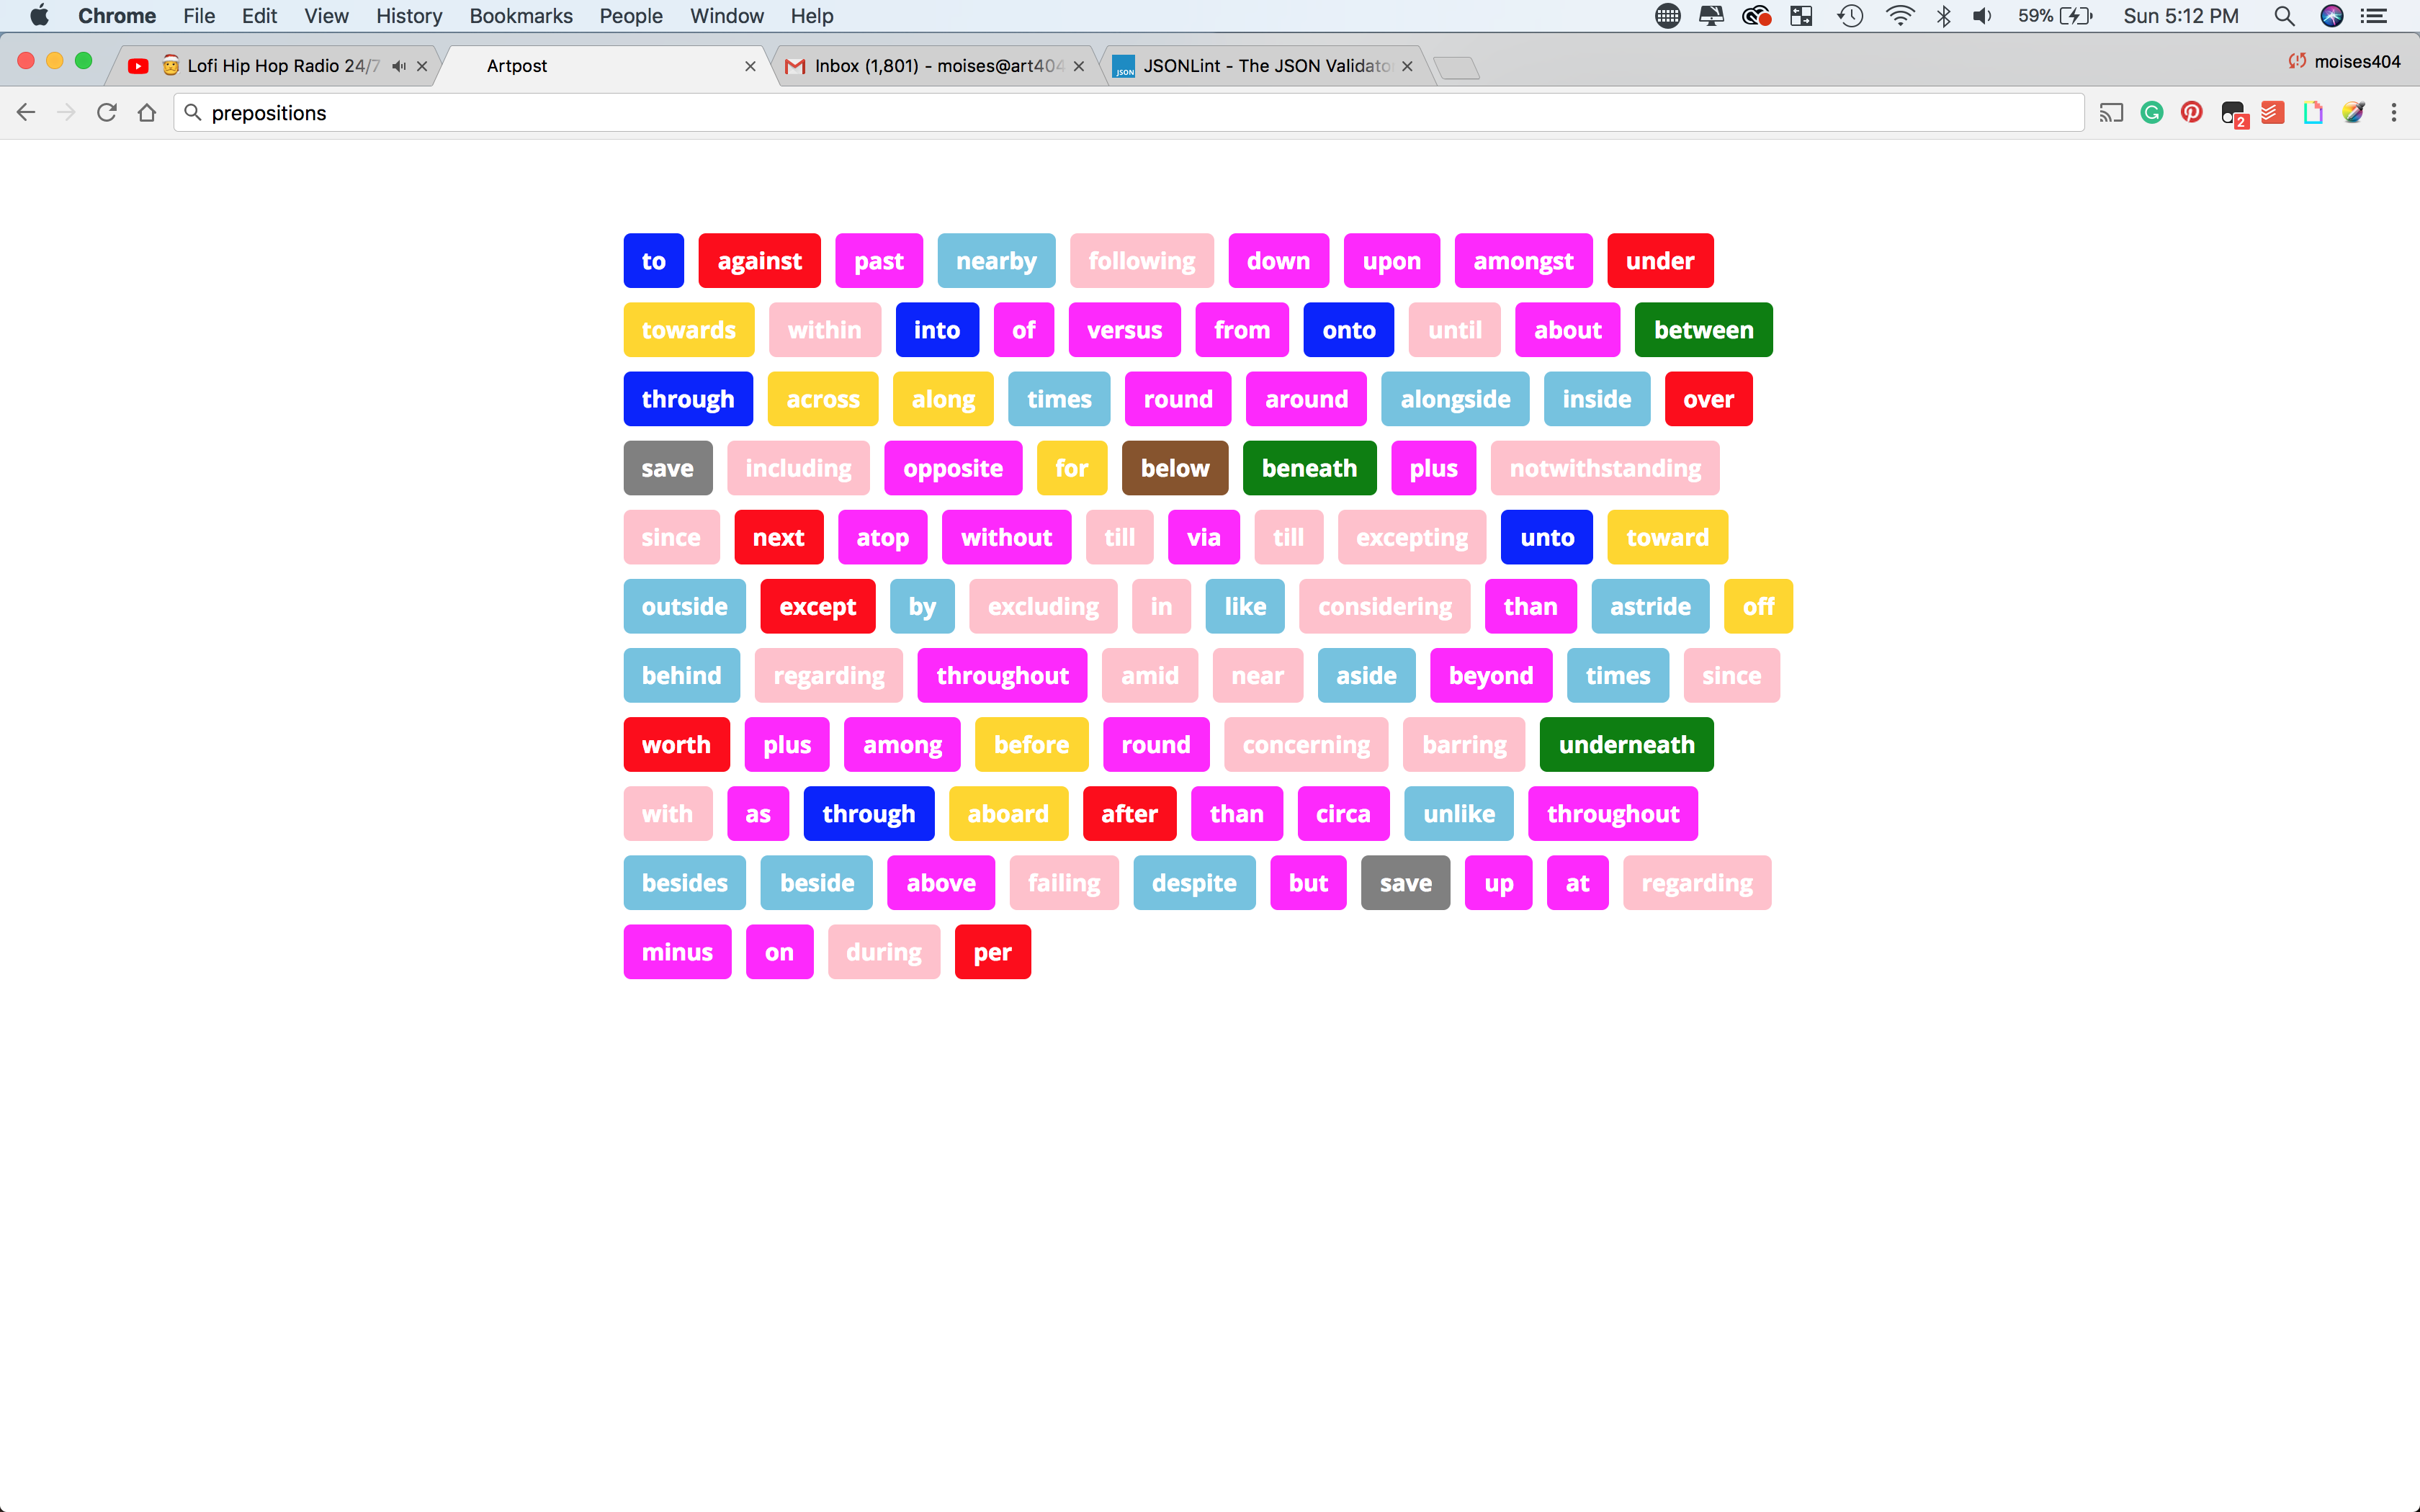 Chrome File Edit View History Bookmarks People Window Help 59% Sun 5:12 PM
Lofi Hip Hop Radio 24/7 Artpost Inbox (1,801) - moises@art404 JSON JSONLint - The JSON Validator moises404
prepositions 2
to against past nearby following down upon amongst under
towards within into of versus from onto until about between
through across along times round around alongside inside over
save including opposite for below beneath plus notwithstanding
since next atop without till via till excepting unto toward
outside except by excluding in like considering than astride off
behind regarding throughout amid near aside beyond times since
worth plus among before round concerning barring underneath
with as through aboard after than circa unlike throughout
besides beside above failing despite but save up at regarding
minus on during per